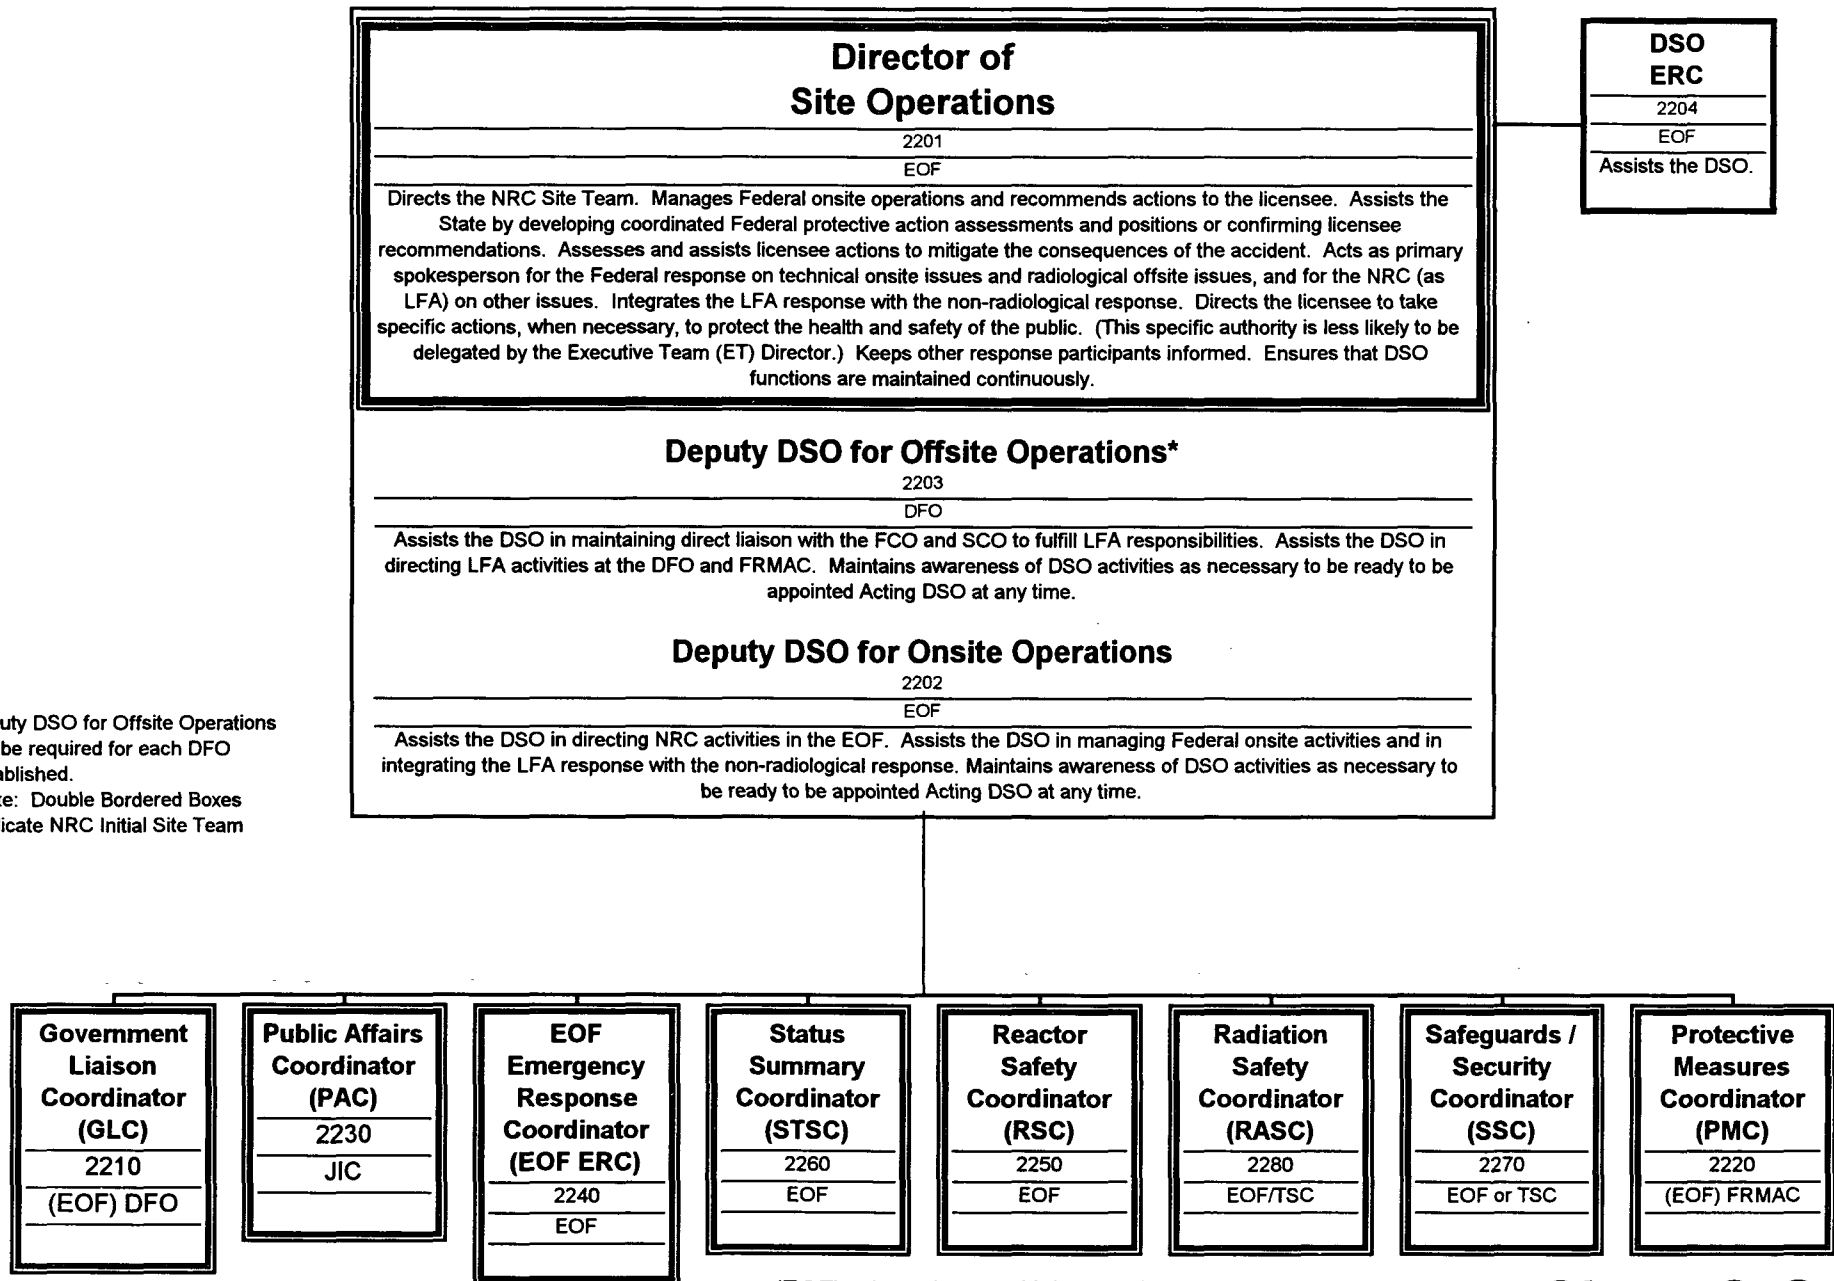 Director of
Site Operations
2201
EOF
Directs the NRC Site Team. Manages Federal onsite operations and recommends actions to the licensee. Assists the
State by developing coordinated Federal protective action assessments and positions or confirming licensee
recommendations. Assesses and assists licensee actions to mitigate the consequences of the accident. Acts as primary
spokesperson for the Federal response on technical onsite issues and radiological offsite issues, and for the NRC (as
LFA) on other issues. Integrates the LFA response with the non-radiological response. Directs the licensee to take
specific actions, when necessary, to protect the health and safety of the public. (This specific authority is less likely to be
delegated by the Executive Team (ET) Director.) Keeps other response participants informed. Ensures that DSO
functions are maintained continuously.
DSO
ERC
2204
EOF
Assists the DSO.
Deputy DSO for Offsite Operations*
2203
DFO
Assists the DSO in maintaining direct liaison with the FCO and SCO to fulfill LFA responsibilities. Assists the DSO in
directing LFA activities at the DFO and FRMAC. Maintains awareness of DSO activities as necessary to be ready to be
appointed Acting DSO at any time.
Deputy DSO for Onsite Operations
2202
EOF
Assists the DSO in directing NRC activities in the EOF. Assists the DSO in managing Federal onsite activities and in
integrating the LFA response with the non-radiological response. Maintains awareness of DSO activities as necessary to
be ready to be appointed Acting DSO at any time.
uty DSO for Offsite Operations
be required for each DFO
ablished.
te: Double Bordered Boxes
licate NRC Initial Site Team
Government
Liaison
Coordinator
(GLC)
2210
(EOF) DFO
Public Affairs
Coordinator
(PAC)
2230
JIC
EOF
Emergency
Response
Coordinator
(EOF ERC)
2240
EOF
Status
Summary
Coordinator
(STSC)
2260
EOF
Reactor
Safety
Coordinator
(RSC)
2250
EOF
Radiation
Safety
Coordinator
(RASC)
2280
EOF/TSC
Safeguards /
Security
Coordinator
(SSC)
2270
EOF or TSC
Protective
Measures
Coordinator
(PMC)
2220
(EOF) FRMAC